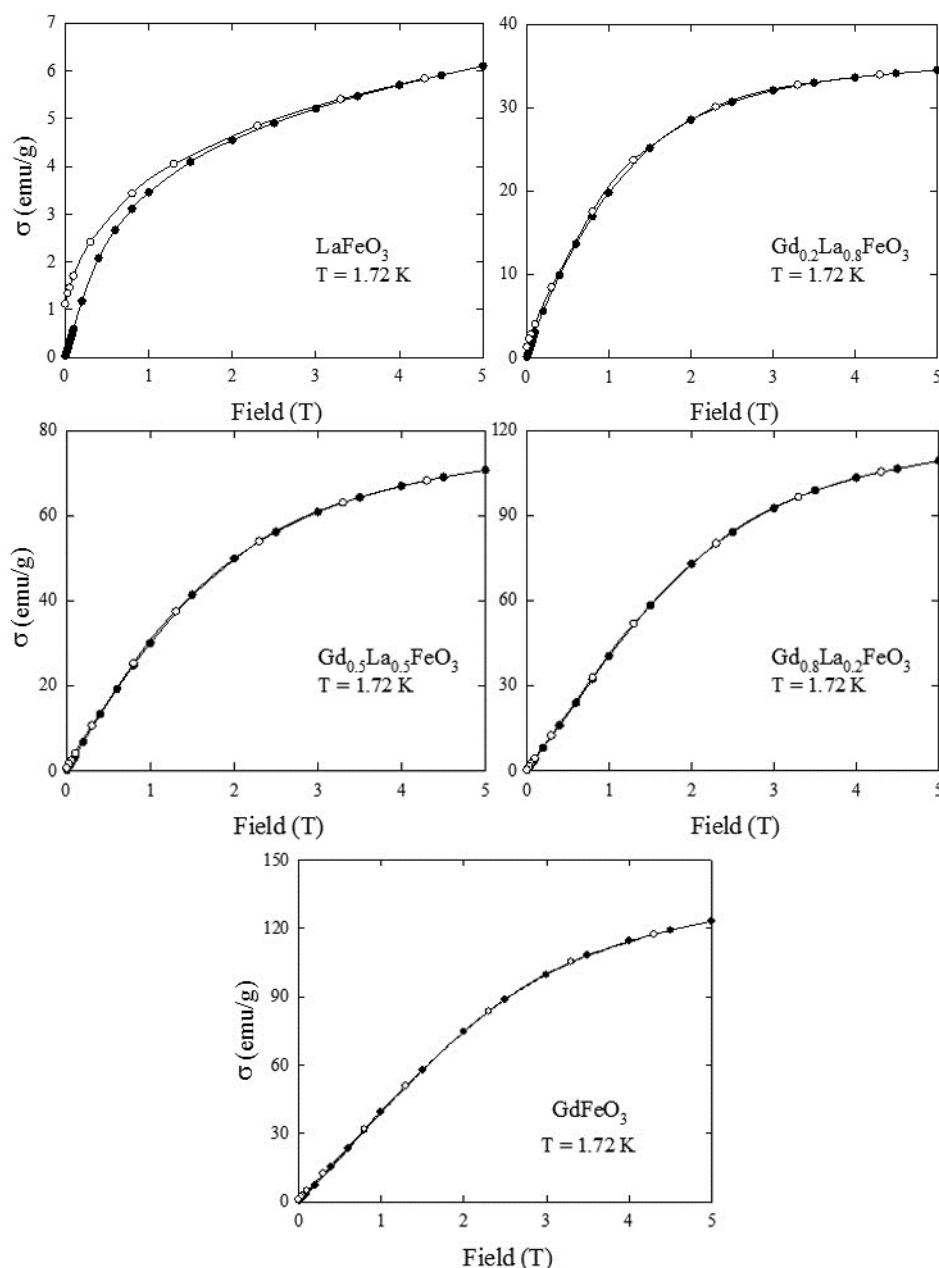 7
6
5
4
3
2
1
0
σ (emu/g)
LaFeO₃
T = 1.72 K
0 1 2 3 4 5
Field (T)
40
30
20
10
0
Gd₀.₂La₀.₈FeO₃
T = 1.72 K
0 1 2 3 4 5
Field (T)
80
60
40
20
0
σ (emu/g)
Gd₀.₅La₀.₅FeO₃
T = 1.72 K
0 1 2 3 4 5
Field (T)
120
90
60
30
0
Gd₀.₈La₀.₂FeO₃
T = 1.72 K
0 1 2 3 4 5
Field (T)
150
120
90
60
30
0
σ (emu/g)
GdFeO₃
T = 1.72 K
0 1 2 3 4 5
Field (T)